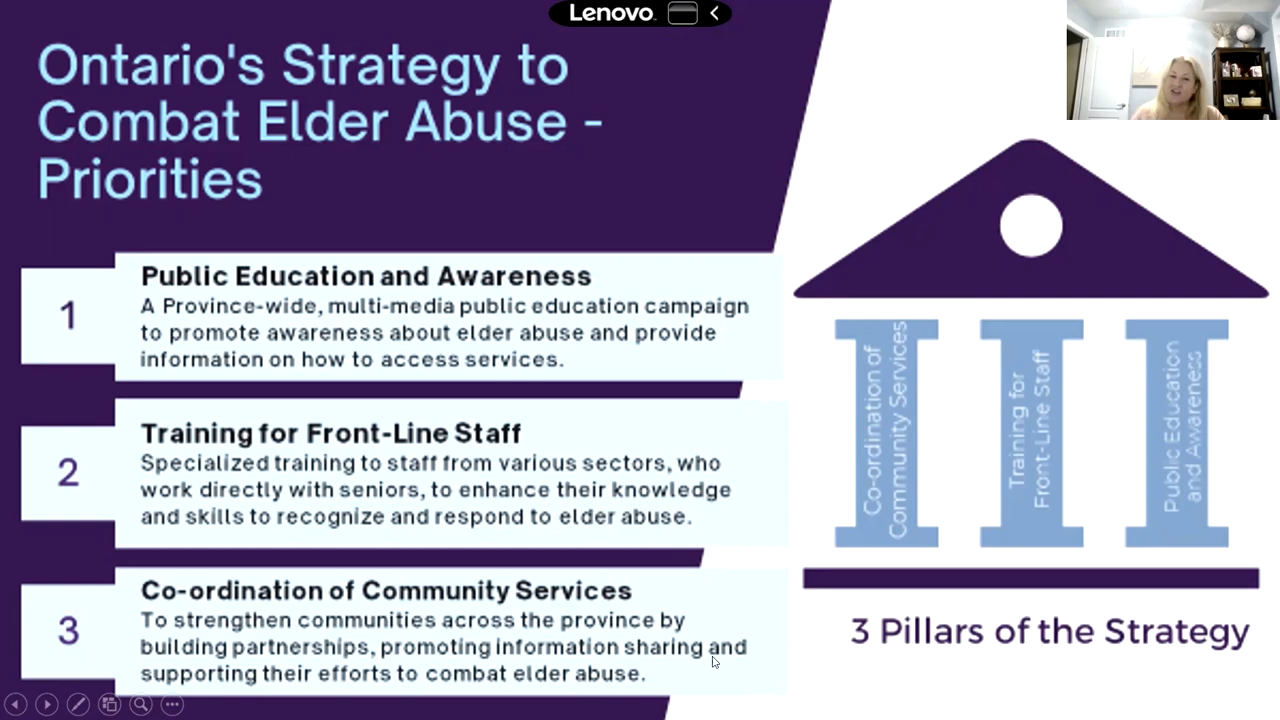 Lenovo
Ontario's Strategy to
Combat Elder Abuse -
Priorities
1
Public Education and Awareness
A Province-wide, multi-media public education campaign
to promote awareness about elder abuse and provide
information on how to access services.
2
Training for Front-Line Staff
Specialized training to staff from various sectors, who
work directly with seniors, to enhance their knowledge
and skills to recognize and respond to elder abuse.
3
Co-ordination of Community Services
To strengthen communities across the province by
building partnerships, promoting information sharing and
supporting their efforts to combat elder abuse.
Co-ordination of
Community Services
Training for
Front-Line Staff
Public Education
and Awareness
3 Pillars of the Strategy